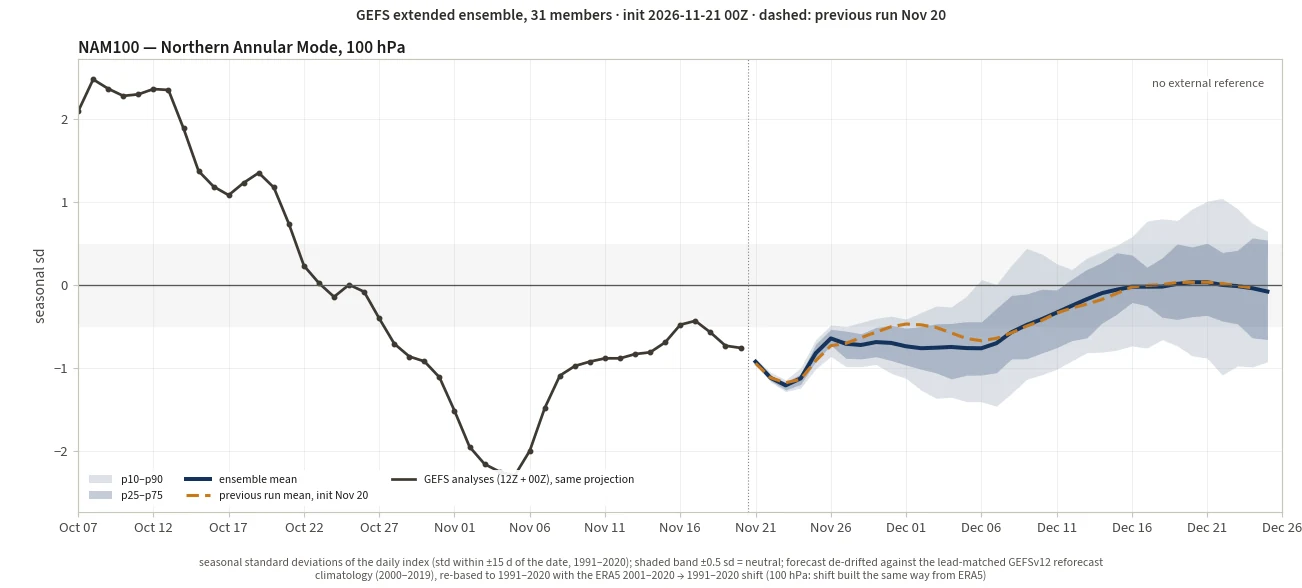 GEFS extended ensemble, 31 members · init 2026-11-21 00Z · dashed: previous run Nov 20
NAM100 — Northern Annular Mode, 100 hPa
no external reference
seasonal sd
2
1
0
−1
−2
p10–p90
p25–p75
ensemble mean
previous run mean, init Nov 20
GEFS analyses (12Z + 00Z), same projection
Oct 07 Oct 12 Oct 17 Oct 22 Oct 27 Nov 01 Nov 06 Nov 11 Nov 16 Nov 21 Nov 26 Dec 01 Dec 06 Dec 11 Dec 16 Dec 21 Dec 26
seasonal standard deviations of the daily index (std within ±15 d of the date, 1991–2020); shaded band ±0.5 sd = neutral; forecast de-drifted against the lead-matched GEFSv12 reforecast
climatology (2000–2019), re-based to 1991–2020 with the ERA5 2001–2020 → 1991–2020 shift (100 hPa: shift built the same way from ERA5)